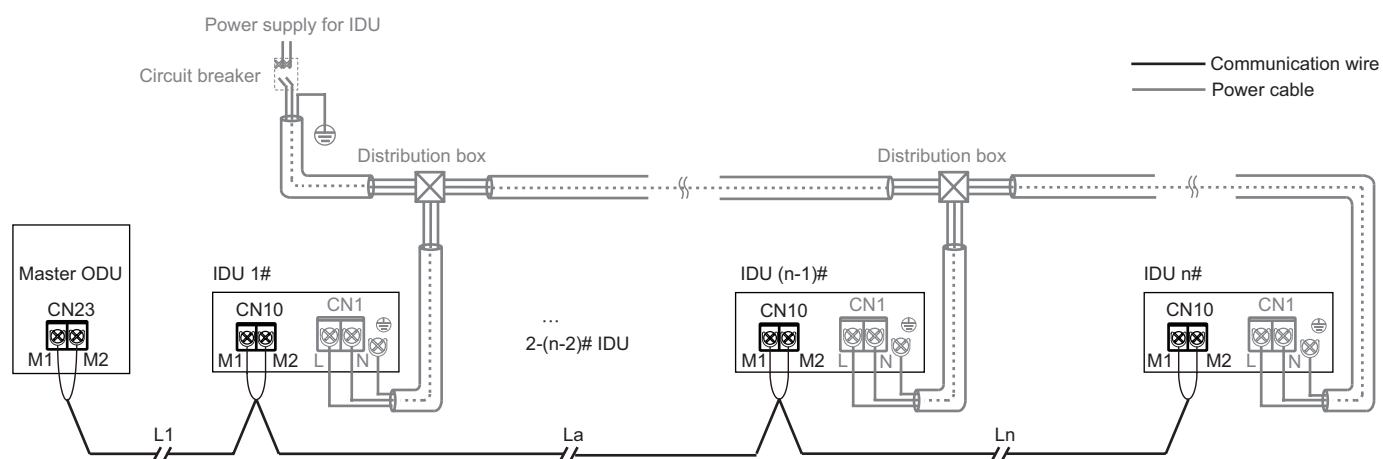 Power supply for IDU
Circuit breaker
Communication wire
Power cable
Distribution box
Distribution box
Master ODU
CN23
M1 M2
IDU 1#
CN10
M1 M2
CN1
L N
...
2-(n-2)# IDU
IDU (n-1)#
CN10
M1 M2
CN1
L N
IDU n#
CN10
M1 M2
CN1
L N
L1
La
Ln